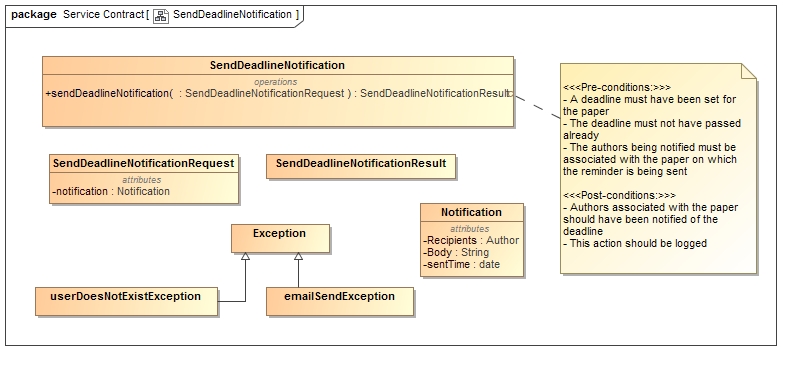 package Service Contract [ SendDeadlineNotification ]
SendDeadlineNotification
operations
+sendDeadlineNotification( : SendDeadlineNotificationRequest ) : SendDeadlineNotificationResult
<<<Pre-conditions:>>>
- A deadline must have been set for
the paper
- The deadline must not have passed
already
- The authors being notified must be
associated with the paper on which
the reminder is being sent
<<<Post-conditions:>>>
- Authors associated with the paper
should have been notified of the
deadline
- This action should be logged
SendDeadlineNotificationRequest
attributes
-notification : Notification
SendDeadlineNotificationResult
Notification
attributes
-Recipients : Author
-Body : String
-sentTime : date
Exception
userDoesNotExistException
emailSendException